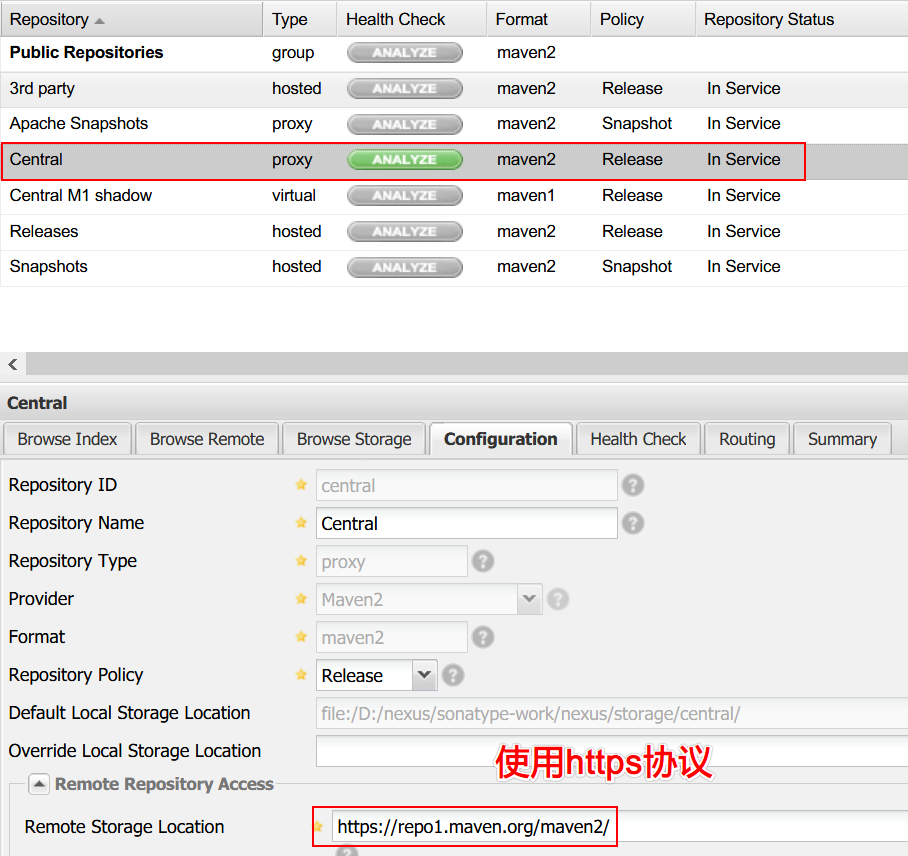 Repository Type Health Check Format Policy Repository Status
Public Repositories group ANALYZE maven2
3rd party hosted ANALYZE maven2 Release In Service
Apache Snapshots proxy ANALYZE maven2 Snapshot In Service
Central proxy ANALYZE maven2 Release In Service
Central M1 shadow virtual ANALYZE maven1 Release In Service
Releases hosted ANALYZE maven2 Release In Service
Snapshots hosted ANALYZE maven2 Snapshot In Service
Central
Browse Index Browse Remote Browse Storage Configuration Health Check Routing Summary
Repository ID central ?
Repository Name Central ?
Repository Type proxy ?
Provider Maven2 ?
Format maven2 ?
Repository Policy Release ?
Default Local Storage Location file:/D:/nexus/sonatype-work/nexus/storage/central/
Override Local Storage Location
使用https协议
Remote Repository Access
Remote Storage Location https://repo1.maven.org/maven2/